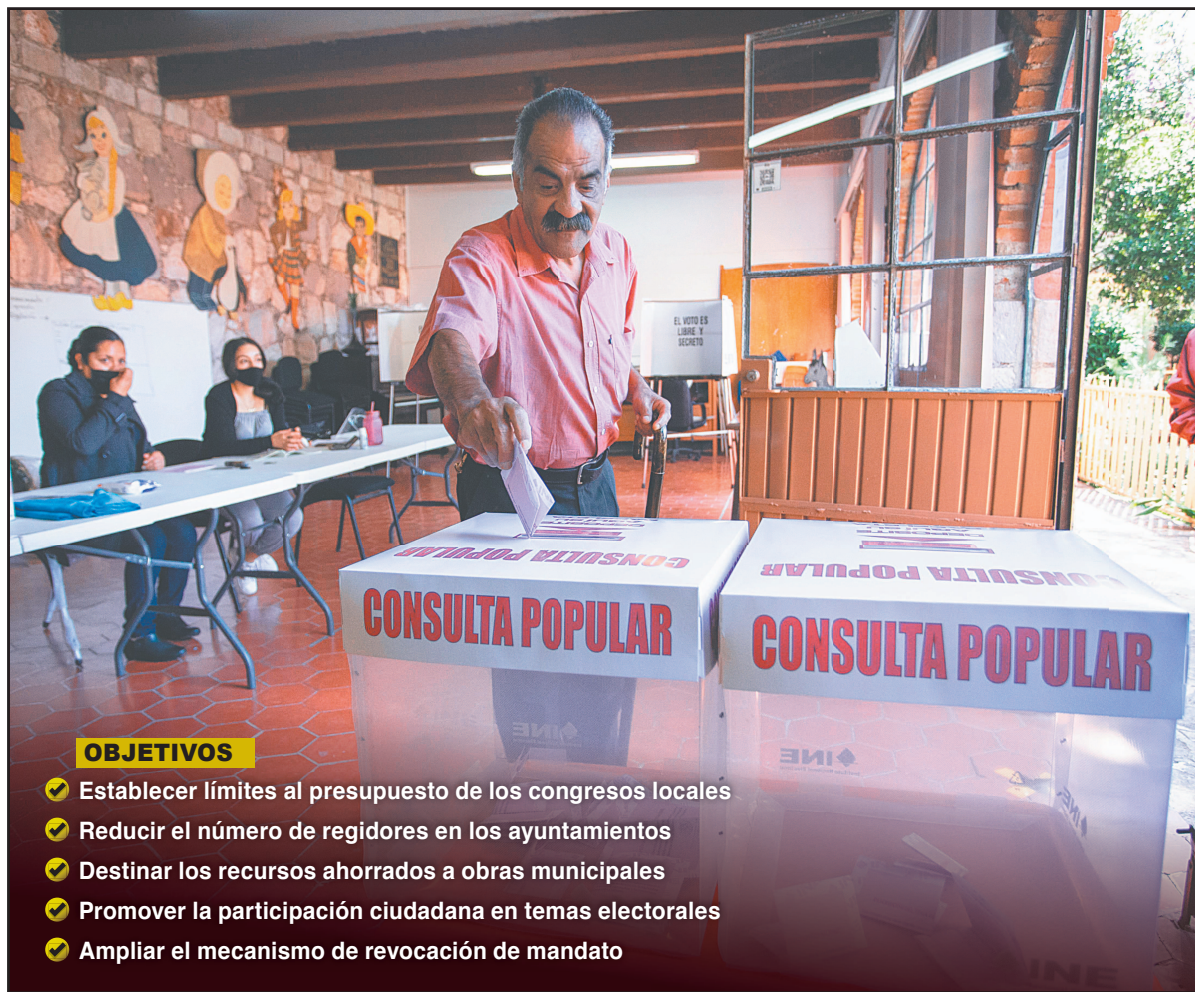 EL VOTO ES
LIBRE Y
SECRETO
CONSULTA POPULAR
CONSULTA POPULAR
CONSULTA POPULAR
CONSULTA POPULAR
INE
INE
INE
INE
OBJETIVOS
Establecer límites al presupuesto de los congresos locales
Reducir el número de regidores en los ayuntamientos
Destinar los recursos ahorrados a obras municipales
Promover la participación ciudadana en temas electorales
Ampliar el mecanismo de revocación de mandato